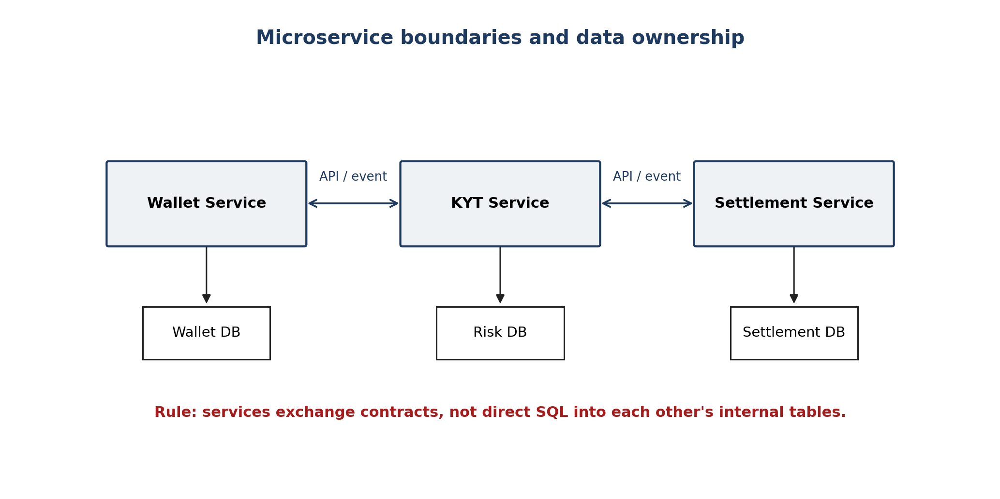 Microservice boundaries and data ownership
API / event
API / event
Wallet Service
KYT Service
Settlement Service
Wallet DB
Risk DB
Settlement DB
Rule: services exchange contracts, not direct SQL into each other's internal tables.